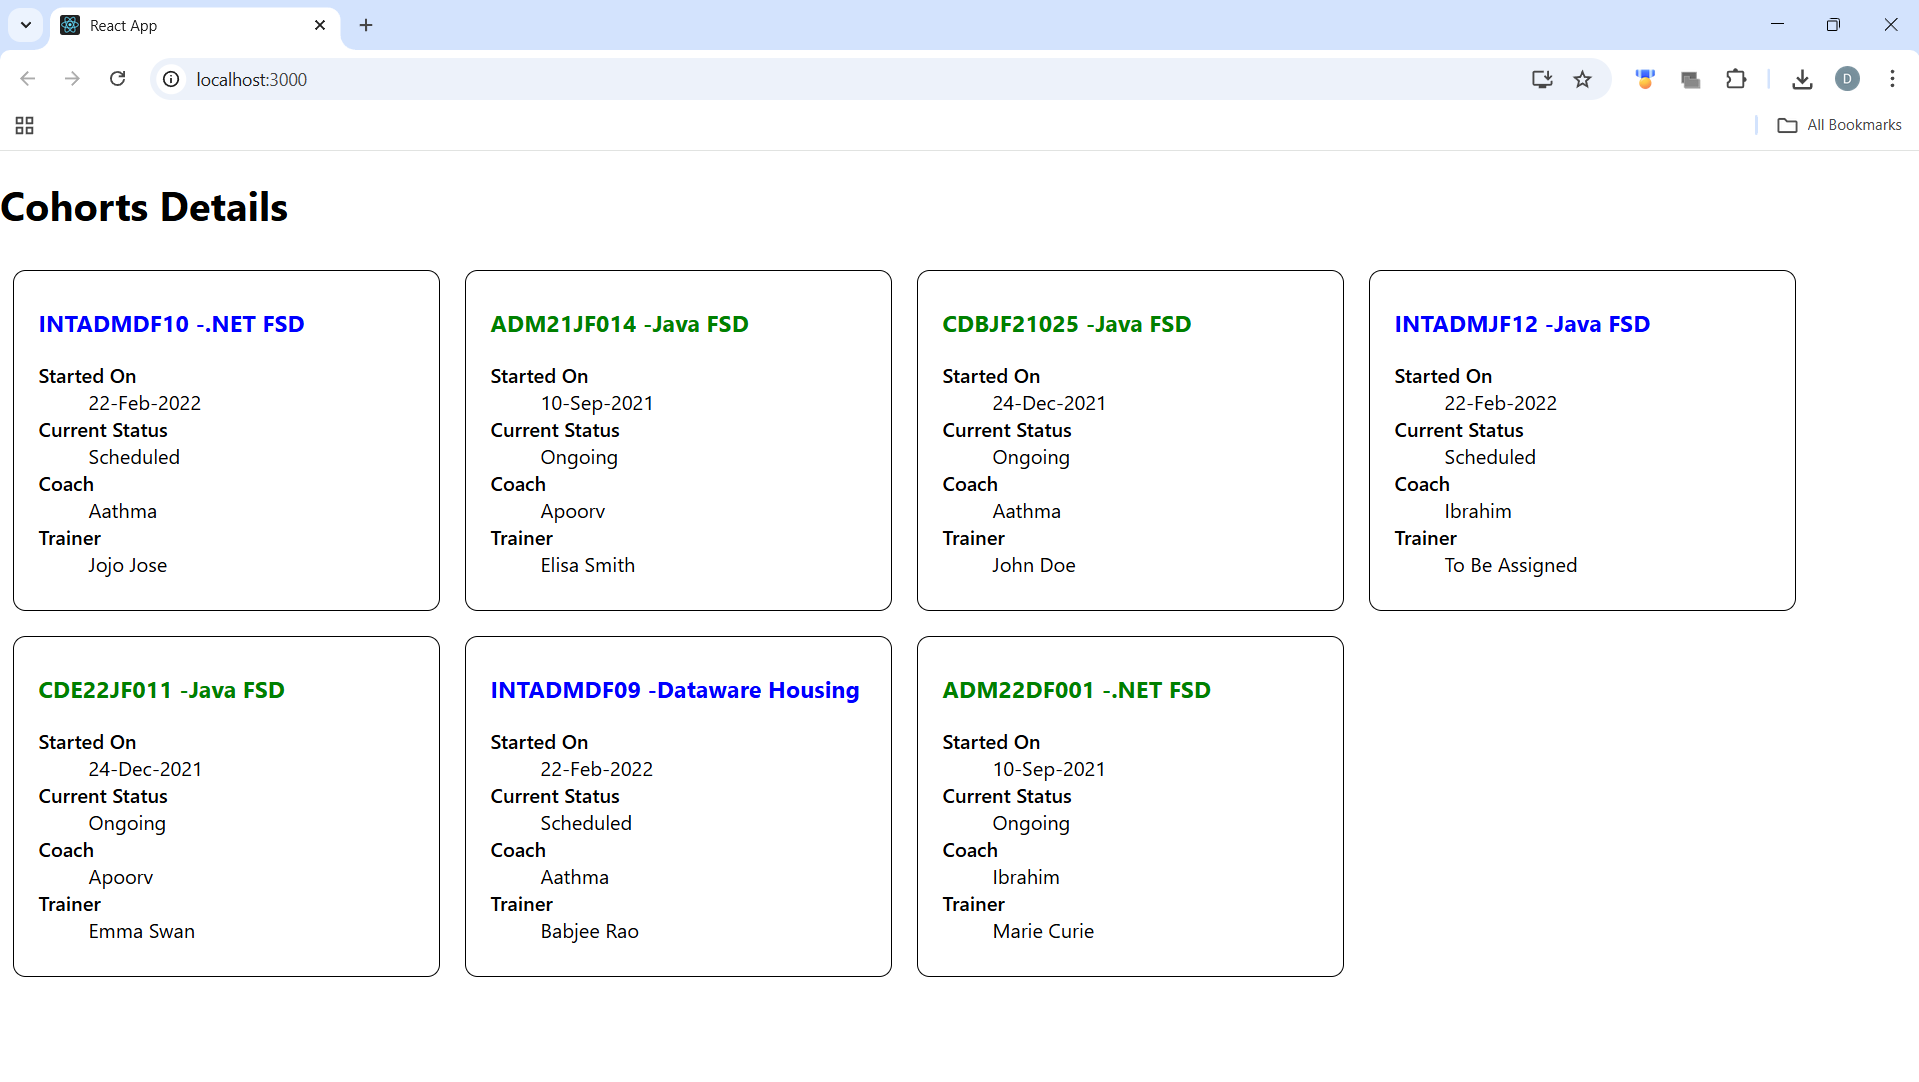 React App
localhost:3000
D
All Bookmarks
Cohorts Details
INTADMDF10 -.NET FSD
Started On
22-Feb-2022
Current Status
Scheduled
Coach
Aathma
Trainer
Jojo Jose
ADM21JF014 -Java FSD
Started On
10-Sep-2021
Current Status
Ongoing
Coach
Apoorv
Trainer
Elisa Smith
CDBJF21025 -Java FSD
Started On
24-Dec-2021
Current Status
Ongoing
Coach
Aathma
Trainer
John Doe
INTADMJF12 -Java FSD
Started On
22-Feb-2022
Current Status
Scheduled
Coach
Ibrahim
Trainer
To Be Assigned
CDE22JF011 -Java FSD
Started On
24-Dec-2021
Current Status
Ongoing
Coach
Apoorv
Trainer
Emma Swan
INTADMDF09 -Dataware Housing
Started On
22-Feb-2022
Current Status
Scheduled
Coach
Aathma
Trainer
Babjee Rao
ADM22DF001 -.NET FSD
Started On
10-Sep-2021
Current Status
Ongoing
Coach
Ibrahim
Trainer
Marie Curie